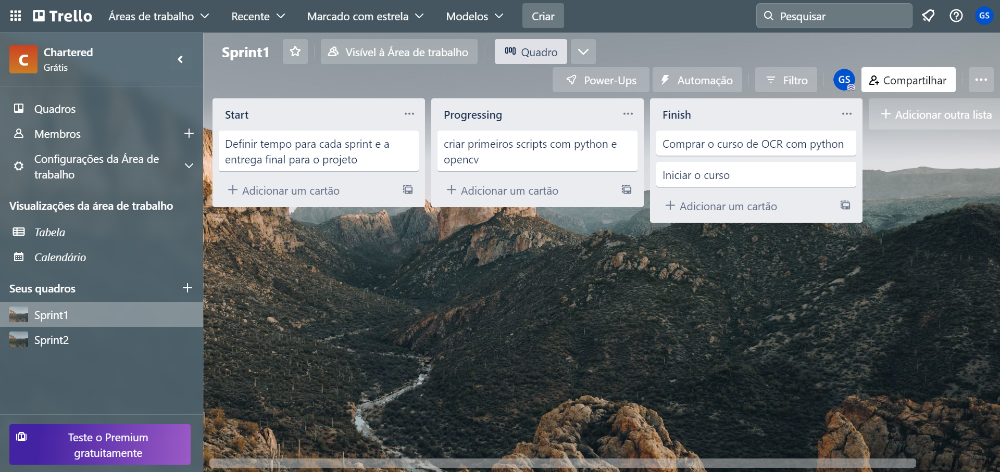 Trello
Áreas de trabalho
Recente
Marcado com estrela
Modelos
Criar
Pesquisar
GS
C
Chartered
Grátis
Quadros
Membros
Configurações da Área de
trabalho
Visualizações da área de trabalho
Tabela
Calendário
Seus quadros
Sprint1
Sprint2
Teste o Premium
gratuitamente
Sprint1
Visível à Área de trabalho
Quadro
Power-Ups
Automação
Filtro
GS
Compartilhar
Start
Definir tempo para cada sprint e a
entrega final para o projeto
Adicionar um cartão
Progressing
criar primeiros scripts com python e
opencv
Adicionar um cartão
Finish
Comprar o curso de OCR com python
Iniciar o curso
Adicionar um cartão
Adicionar outra lista